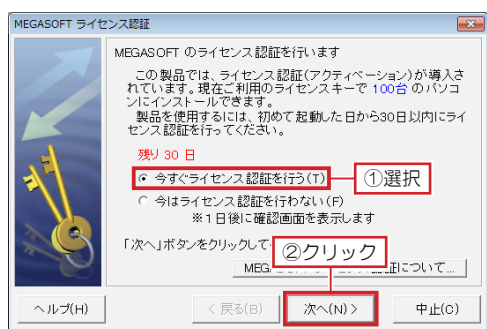 MEGASOFT ライセンス認証
MEGASOFT のライセンス認証を行います
この製品では、ライセンス認証(アクティベーション)が導入さ
れています。現在ご利用のライセンスキーで 100台 のパソコ
ンにインストールできます。
製品を使用するには、初めて起動した日から30日以内にライ
センス認証を行ってください。
残り 30 日
今すぐライセンス認証を行う(T)
①選択
今はライセンス認証を行わない(F)
※1日後に確認画面を表示します
「次へ」ボタンをクリックして
②クリック
MEG
証について...
ヘルプ(H)
< 戻る(B)
次へ(N) >
中止(C)